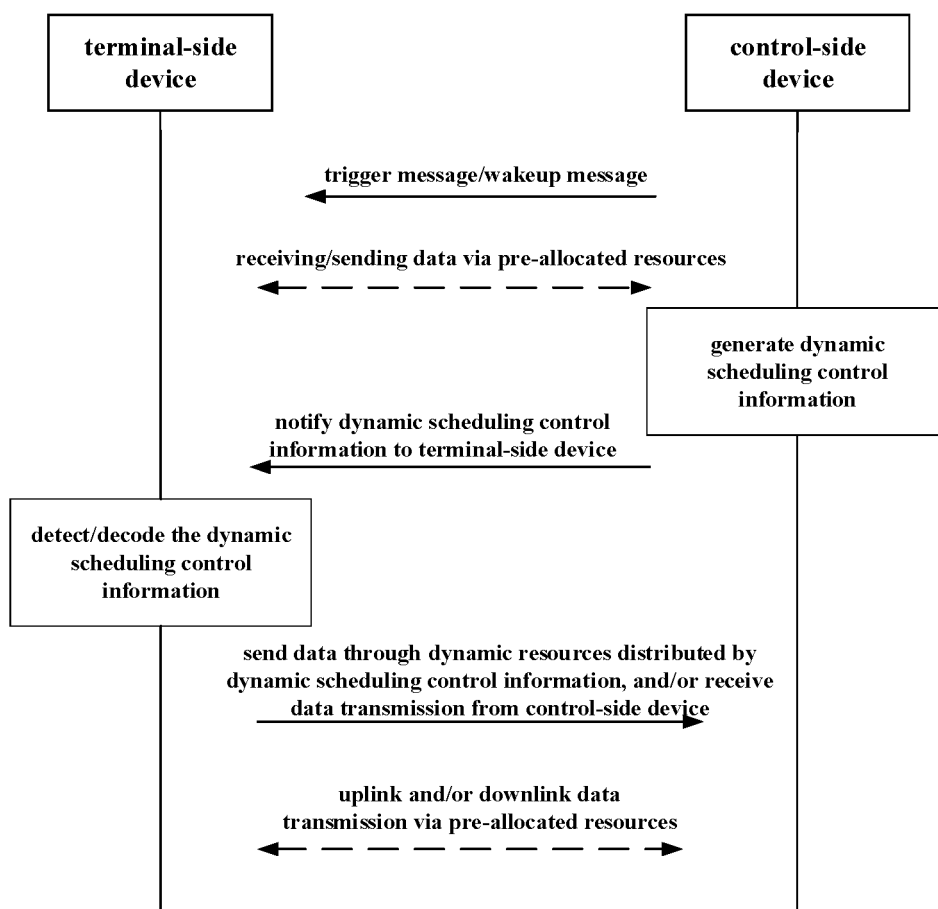 terminal-side
device
control-side
device
trigger message/wakeup message
receiving/sending data via pre-allocated resources
generate dynamic
scheduling control
information
notify dynamic scheduling control
information to terminal-side device
detect/decode the dynamic
scheduling control
information
send data through dynamic resources distributed by
dynamic scheduling control information, and/or receive
data transmission from control-side device
uplink and/or downlink data
transmission via pre-allocated resources